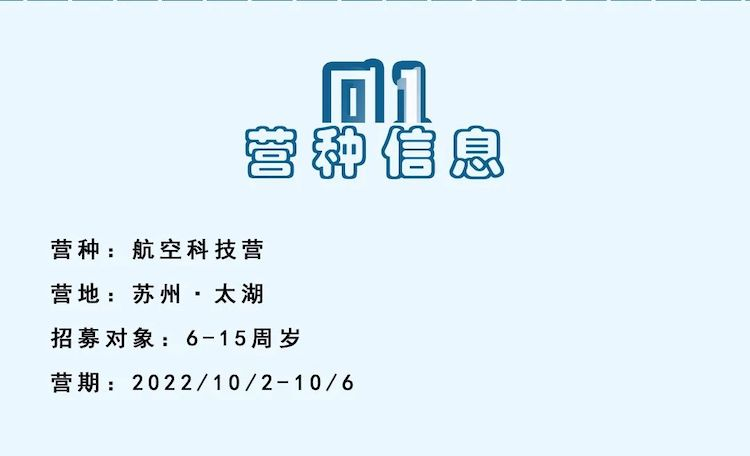 01
营种信息
营种：航空科技营
营地：苏州·太湖
招募对象：6-15周岁
营期：2022/10/2-10/6